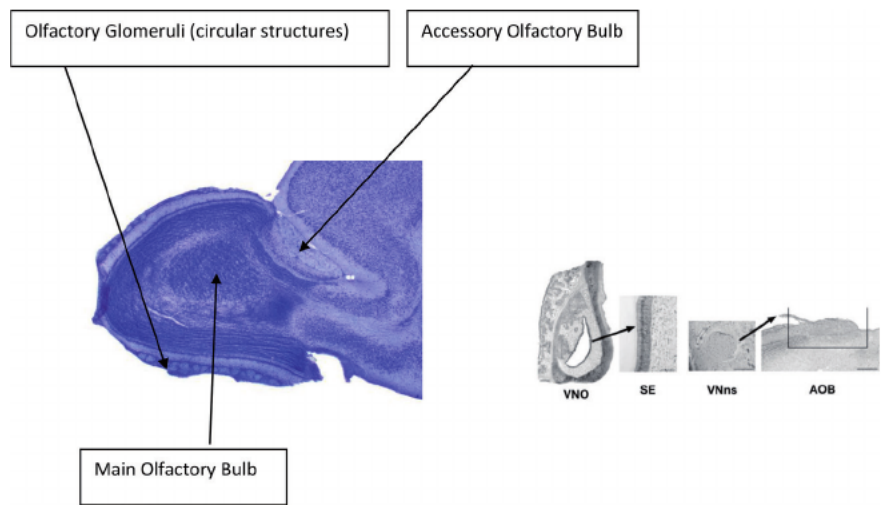 Olfactory Glomeruli (circular structures)
Accessory Olfactory Bulb
VNO
SE
VNns
AOB
Main Olfactory Bulb